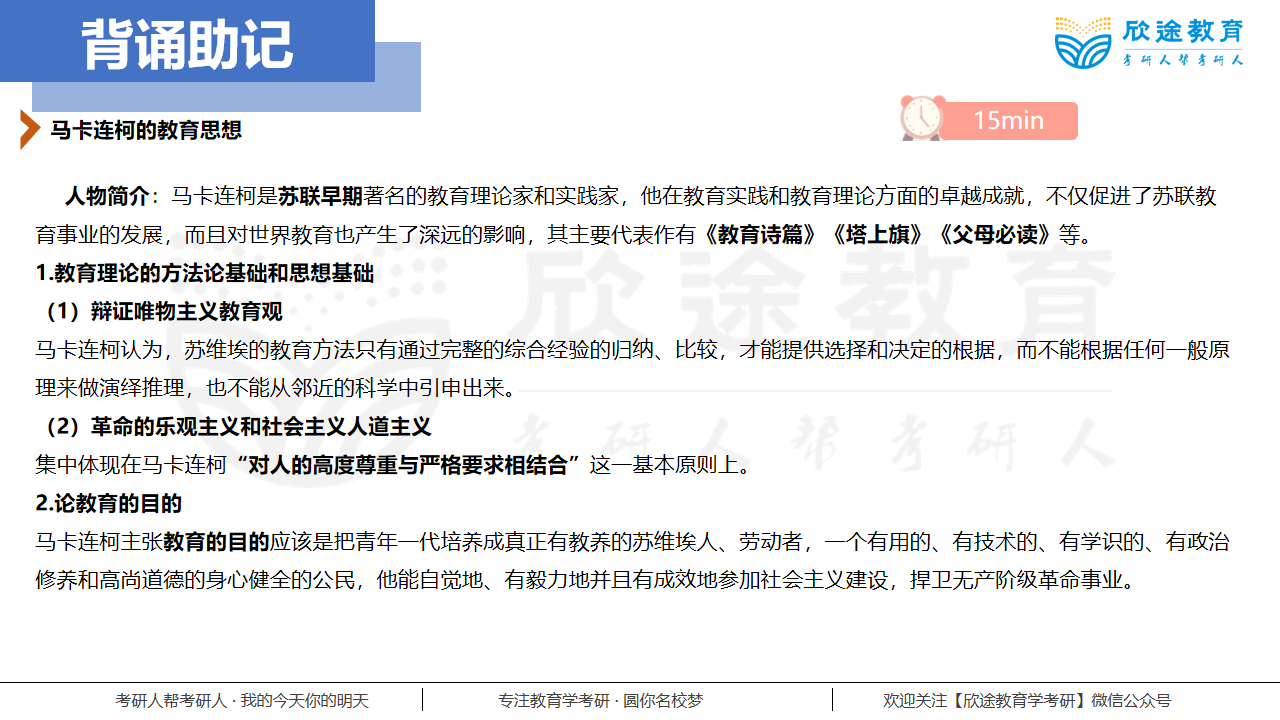 背诵助记
欣途教育
考研人帮考研人
马卡连柯的教育思想
15min
人物简介：马卡连柯是苏联早期著名的教育理论家和实践家，他在教育实践和教育理论方面的卓越成就，不仅促进了苏联教
育事业的发展，而且对世界教育也产生了深远的影响，其主要代表作有《教育诗篇》《塔上旗》《父母必读》等。
1.教育理论的方法论基础和思想基础
（1）辩证唯物主义教育观
马卡连柯认为，苏维埃的教育方法只有通过完整的综合经验的归纳、比较，才能提供选择和决定的根据，而不能根据任何一般原
理来做演绎推理，也不能从邻近的科学中引申出来。
（2）革命的乐观主义和社会主义人道主义
集中体现在马卡连柯“对人的高度尊重与严格要求相结合”这一基本原则上。
2.论教育的目的
马卡连柯主张教育的目的应该是把青年一代培养成真正有教养的苏维埃人、劳动者，一个有用的、有技术的、有学识的、有政治
修养和高尚道德的身心健全的公民，他能自觉地、有毅力地并且有成效地参加社会主义建设，捍卫无产阶级革命事业。
欣途教育
考研人帮考研人
考研人帮考研人 · 我的今天你的明天
专注教育学考研 · 圆你名校梦
欢迎关注【欣途教育学考研】微信公众号